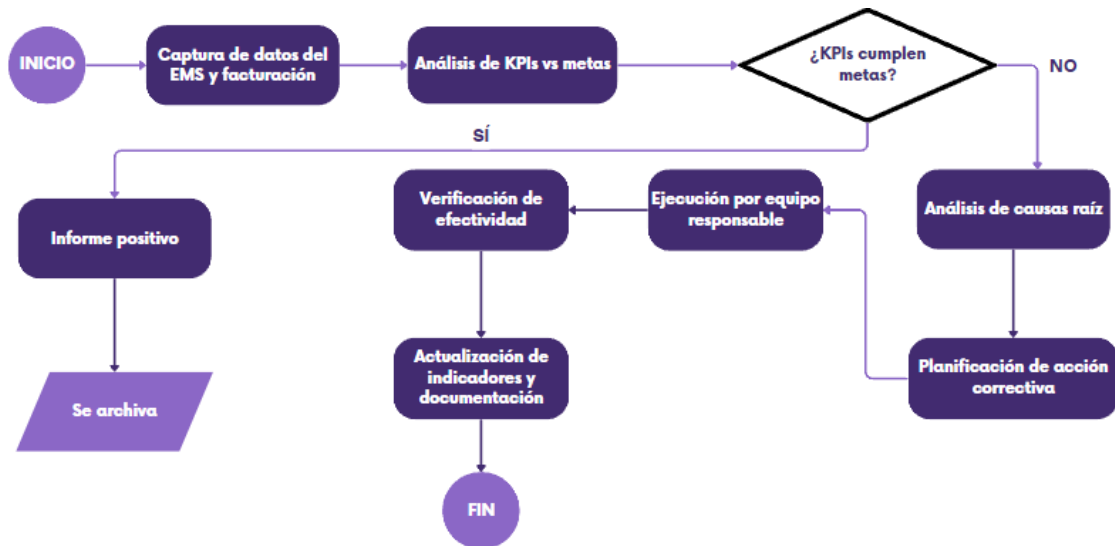 INICIO
Captura de datos del
EMS y facturación
Análisis de KPIs vs metas
¿KPIs cumplen
metas?
NO
SÍ
Informe positivo
Se archiva
Verificación de
efectividad
Ejecución por equipo
responsable
Análisis de causas raíz
Planificación de acción
correctiva
Actualización de
indicadores y
documentación
FIN